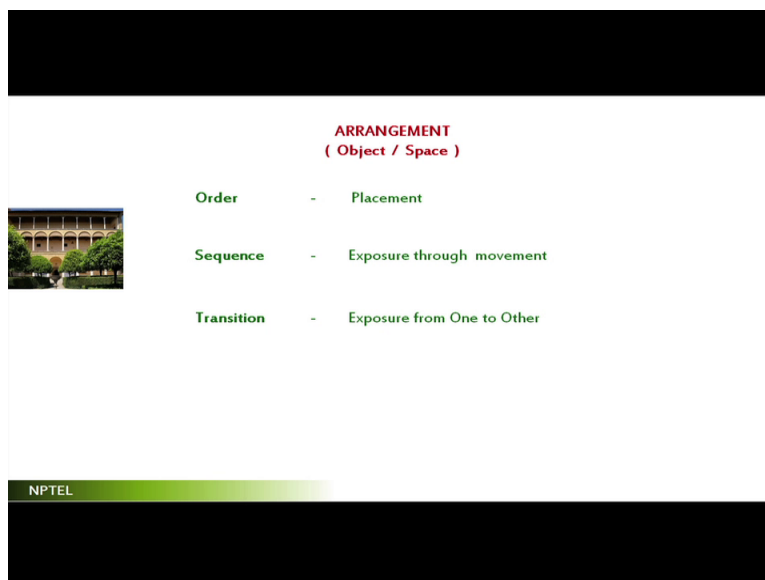 ARRANGEMENT
( Object / Space )
Order - Placement
Sequence - Exposure through movement
Transition - Exposure from One to Other
NPTEL